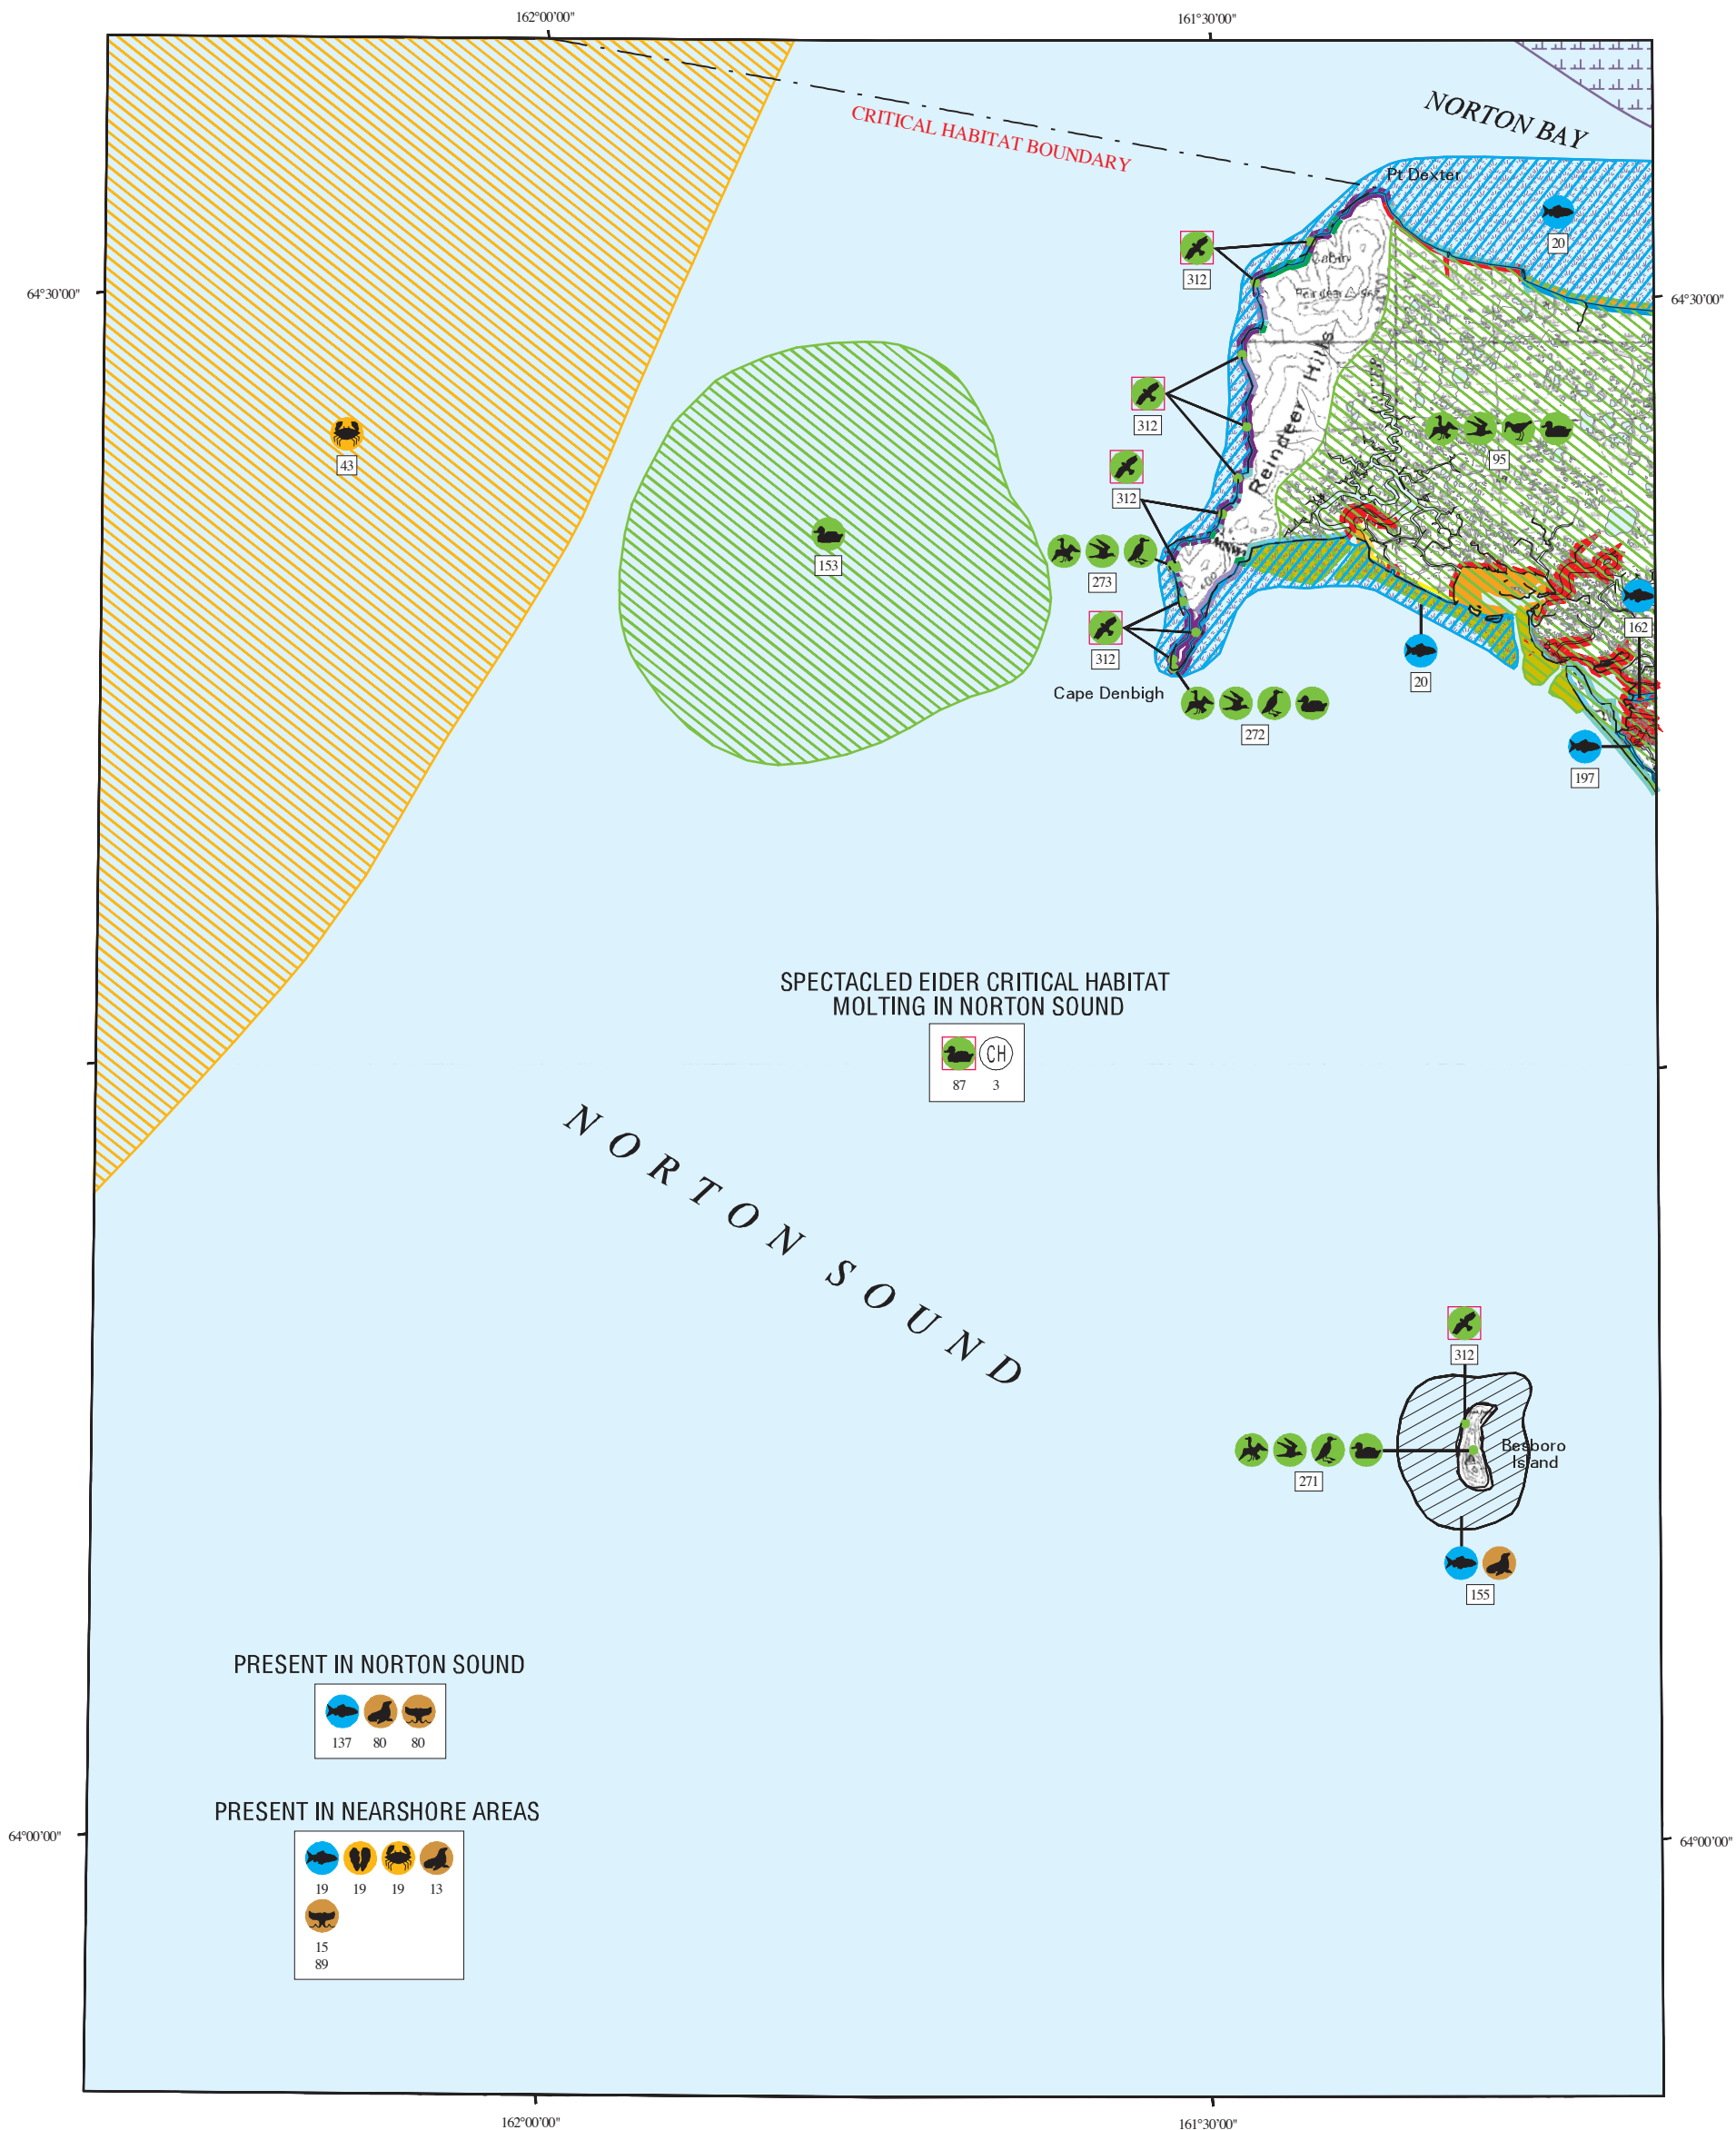 162°00'00"
161°30'00"
NORTON BAY
CRITICAL HABITAT BOUNDARY
Pt Dexter
20
312
64°30'00"
64°30'00"
Cabin
Reindeer Hills
312
43
95
312
153
273
162
312
20
Cape Denbigh
272
197
SPECTACLED EIDER CRITICAL HABITAT
MOLTING IN NORTON SOUND
CH
87 3
NORTON SOUND
312
Besboro
Island
271
155
PRESENT IN NORTON SOUND
137 80 80
PRESENT IN NEARSHORE AREAS
64°00'00"
64°00'00"
19 19 19 13
15
89
162°00'00"
161°30'00"